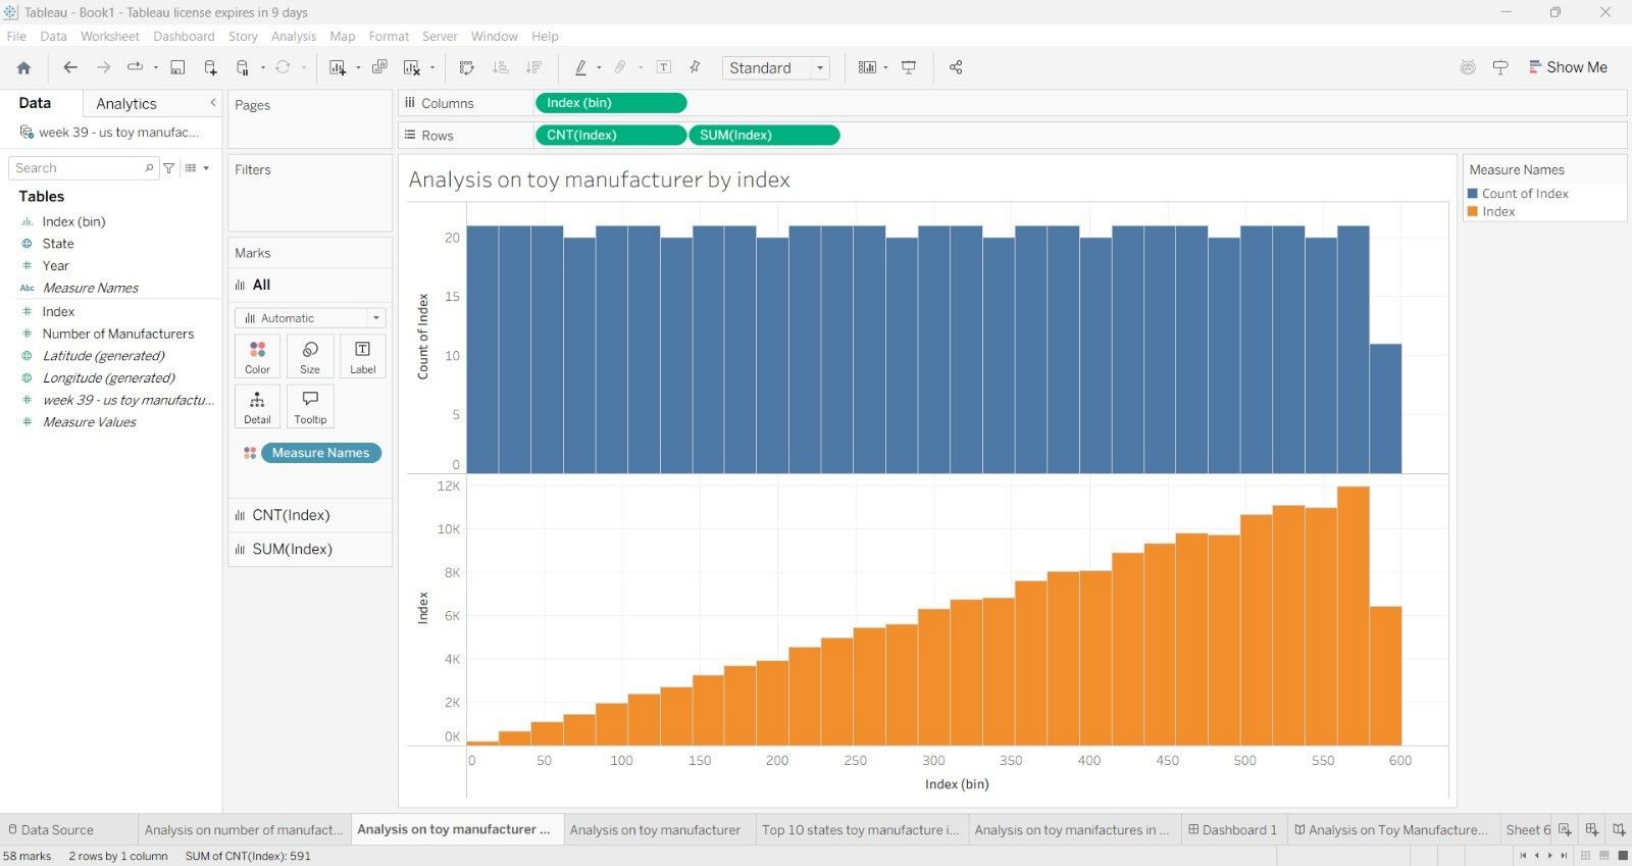 Tableau - Book1 - Tableau license expires in 9 days
File Data Worksheet Dashboard Story Analysis Map Format Server Window Help
Standard
Show Me
Data Analytics
week 39 - us toy manufac...
Search
Tables
Index (bin)
State
Year
Abc Measure Names
Index
Number of Manufacturers
Latitude (generated)
Longitude (generated)
week 39 - us toy manufactu...
Measure Values
Pages
Filters
Marks
All
Automatic
Color Size Label
Detail Tooltip
Measure Names
CNT(Index)
SUM(Index)
iii Columns Index (bin)
Rows CNT(Index) SUM(Index)
Analysis on toy manufacturer by index
Count of Index
20
15
10
5
0
Index
12K
10K
8K
6K
4K
2K
0K
0 50 100 150 200 250 300 350 400 450 500 550 600
Index (bin)
Measure Names
Count of Index
Index
Data Source Analysis on number of manufact... Analysis on toy manufacturer ... Analysis on toy manufacturer Top 10 states toy manufacture i... Analysis on toy manifactures in ... Dashboard 1 Analysis on Toy Manufacture... Sheet 6
58 marks 2 rows by 1 column SUM of CNT(Index): 591